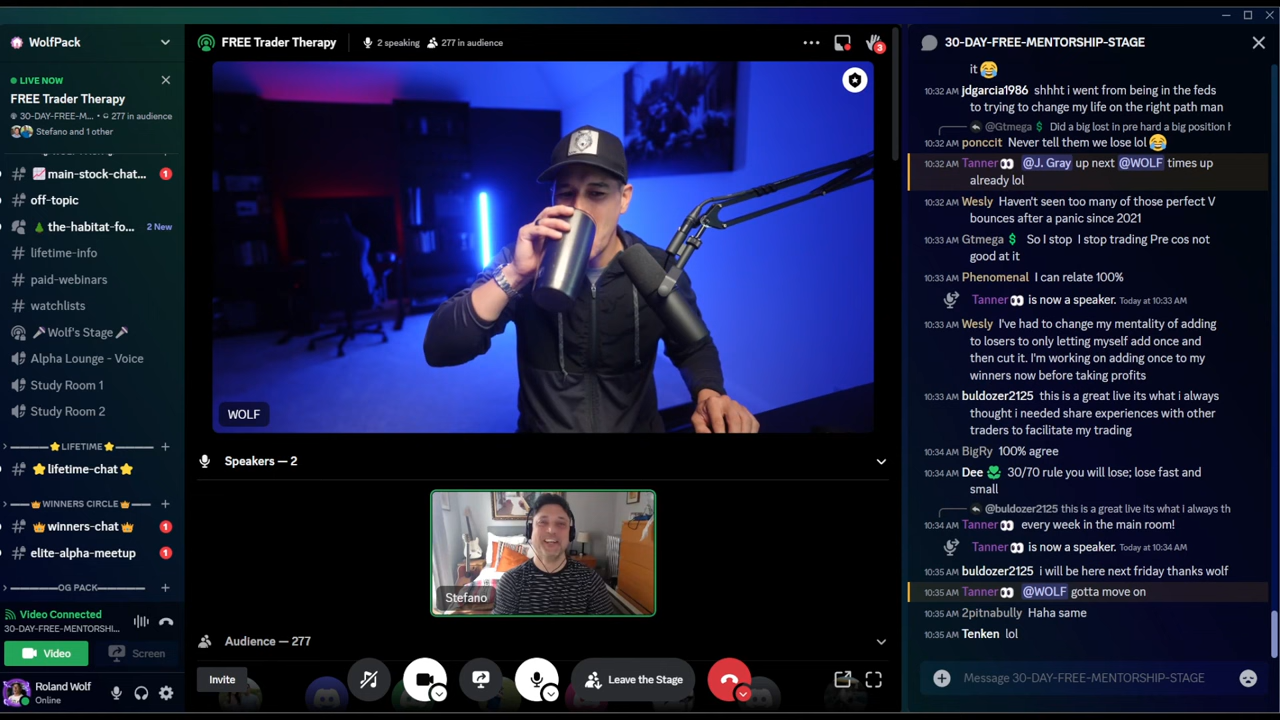 WolfPack
LIVE NOW
FREE Trader Therapy
30-DAY-FREE-M... • 277 in audience
Stefano and 1 other
main-stock-chat... 1
off-topic
the-habitat-fo... 2 New
lifetime-info
paid-webinars
watchlists
Wolf's Stage
Alpha Lounge - Voice
Study Room 1
Study Room 2
LIFETIME
lifetime-chat
WINNERS CIRCLE
winners-chat 1
elite-alpha-meetup 1
OG PACK
Video Connected
30-DAY-FREE-MENTORSHI...
Video
Screen
Roland Wolf
Online
FREE Trader Therapy
2 speaking
277 in audience
3
WOLF
Speakers — 2
Stefano
Audience — 277
Invite
Leave the Stage
30-DAY-FREE-MENTORSHIP-STAGE
it 😂
10:32 AM jdgarcia1986 shhht i went from being in the feds
to trying to change my life on the right path man
@Gtmega 💲 Did a big lost in pre hard a big position h
10:32 AM ponccit Never tell them we lose lol 😂
10:32 AM Tanner👀 @J. Gray up next @WOLF times up
already lol
10:32 AM Wesly Haven't seen too many of those perfect V
bounces after a panic since 2021
10:33 AM Gtmega 💲 So I stop I stop trading Pre cos not
good at it
10:33 AM Phenomenal I can relate 100%
Tanner👀 is now a speaker. Today at 10:33 AM
10:33 AM Wesly I've had to change my mentality of adding
to losers to only letting myself add once and
then cut it. I'm working on adding once to my
winners now before taking profits
10:33 AM buldozer2125 this is a great live its what i always
thought i needed share experiences with other
traders to facilitate my trading
10:34 AM BigRy 100% agree
10:34 AM Dee 30/70 rule you will lose; lose fast and
small
@buldozer2125 this is a great live its what i always th
10:34 AM Tanner👀 every week in the main room!
Tanner👀 is now a speaker. Today at 10:34 AM
10:35 AM buldozer2125 i will be here next friday thanks wolf
10:35 AM Tanner👀 @WOLF gotta move on
10:35 AM 2pitnabully Haha same
10:35 AM Tenken lol
Message 30-DAY-FREE-MENTORSHIP-STAGE